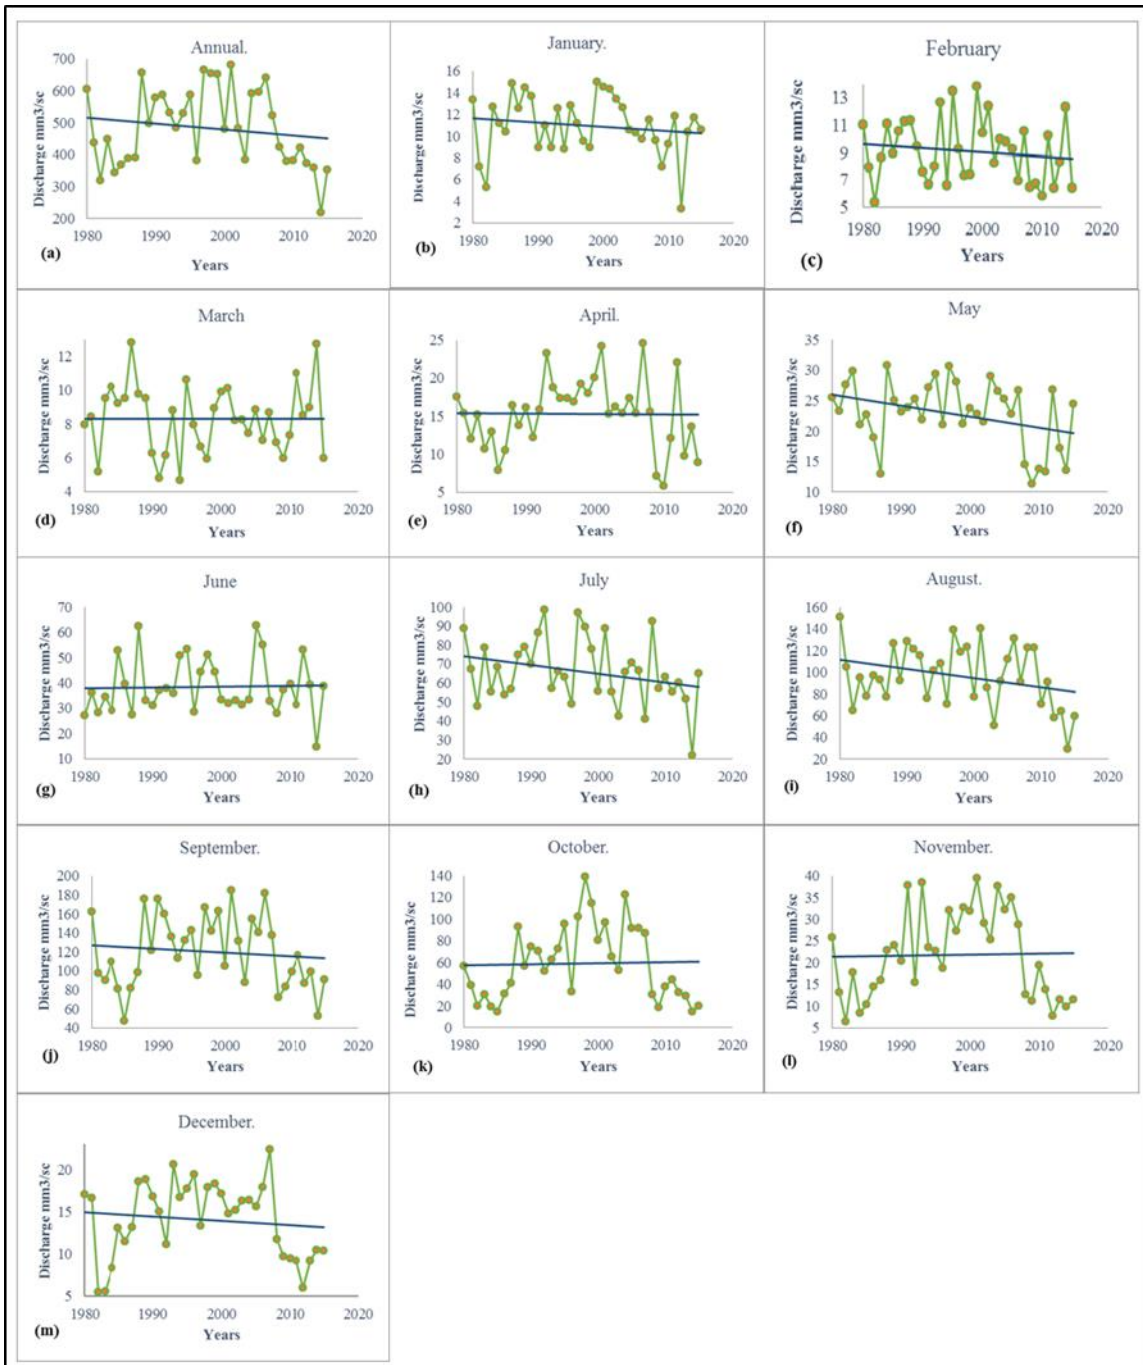 Annual.
Discharge mm3/sc
700
600
500
400
300
200
1980 1990 2000 2010 2020
(a)
Years
January.
Discharge mm3/sc
16
14
12
10
8
6
4
2
1980 1990 2000 2010 2020
(b)
Years
February
Discharge mm3/sc
13
11
9
7
5
1980 1990 2000 2010 2020
Years
(c)
March
Discharge mm3/sc
12
10
8
6
4
1980 1990 2000 2010 2020
(d)
Years
April.
Discharge mm3/sc
25
20
15
10
5
1980 1990 2000 2010 2020
(e)
Years
May
Discharge mm3/sc
35
30
25
20
15
10
1980 1990 2000 2010 2020
(f)
Years
June
Discharge mm3/sc
70
60
50
40
30
20
10
1980 1990 2000 2010 2020
(g)
Years
July
Discharge mm3/sc
100
90
80
70
60
50
40
30
20
1980 1990 2000 2010 2020
(h)
Years
August.
Discharge mm3/sc
160
140
120
100
80
60
40
20
1980 1990 2000 2010 2020
(i)
Years
September.
Discharge mm3/sc
200
180
160
140
120
100
80
60
40
1980 1990 2000 2010 2020
(j)
Years
October.
Discharge mm3/sc
140
120
100
80
60
40
20
0
1980 1990 2000 2010 2020
(k)
Years
November.
Discharge mm3/sc
40
35
30
25
20
15
10
5
1980 1990 2000 2010 2020
(l)
Years
December.
Discharge mm3/sc
20
15
10
5
1980 1990 2000 2010 2020
(m)
Years